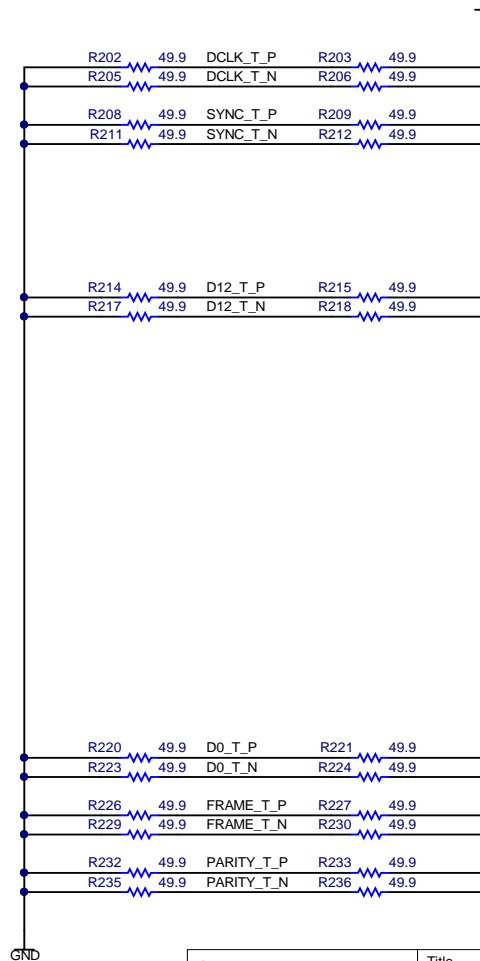 R202 49.9 DCLK_T_P R203 49.9
R205 49.9 DCLK_T_N R206 49.9
R208 49.9 SYNC_T_P R209 49.9
R211 49.9 SYNC_T_N R212 49.9
R214 49.9 D12_T_P R215 49.9
R217 49.9 D12_T_N R218 49.9
R220 49.9 D0_T_P R221 49.9
R223 49.9 D0_T_N R224 49.9
R226 49.9 FRAME_T_P R227 49.9
R229 49.9 FRAME_T_N R230 49.9
R232 49.9 PARITY_T_P R233 49.9
R235 49.9 PARITY_T_N R236 49.9
GND
Title